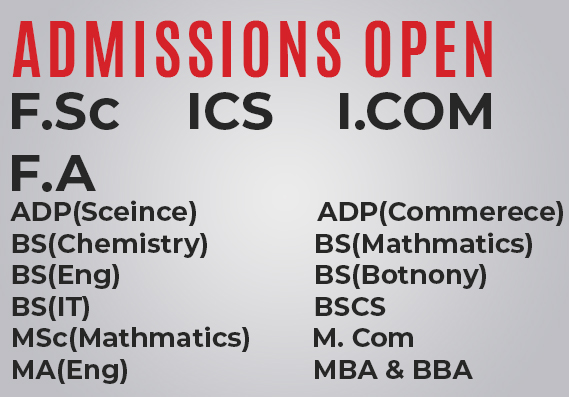 ADMISSIONS OPEN
F.Sc ICS I.COM
F.A
ADP(Sceince) ADP(Commerece)
BS(Chemistry) BS(Mathmatics)
BS(Eng) BS(Botnony)
BS(IT) BSCS
MSc(Mathmatics) M. Com
MA(Eng) MBA & BBA